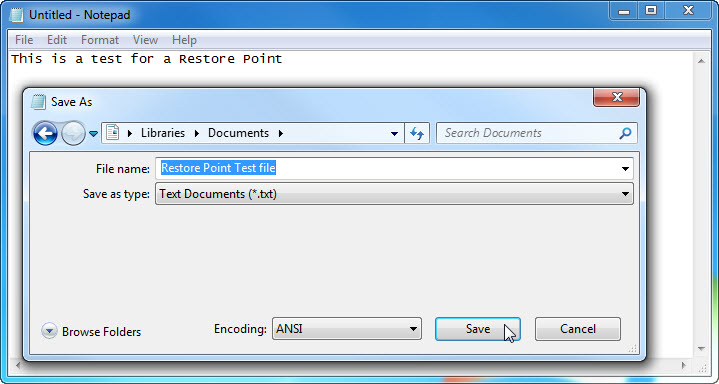 Untitled - Notepad
File Edit Format View Help
This is a test for a Restore Point
Save As
Libraries Documents Search Documents
File name: Restore Point Test file
Save as type: Text Documents (*.txt)
Browse Folders Encoding: ANSI Save Cancel